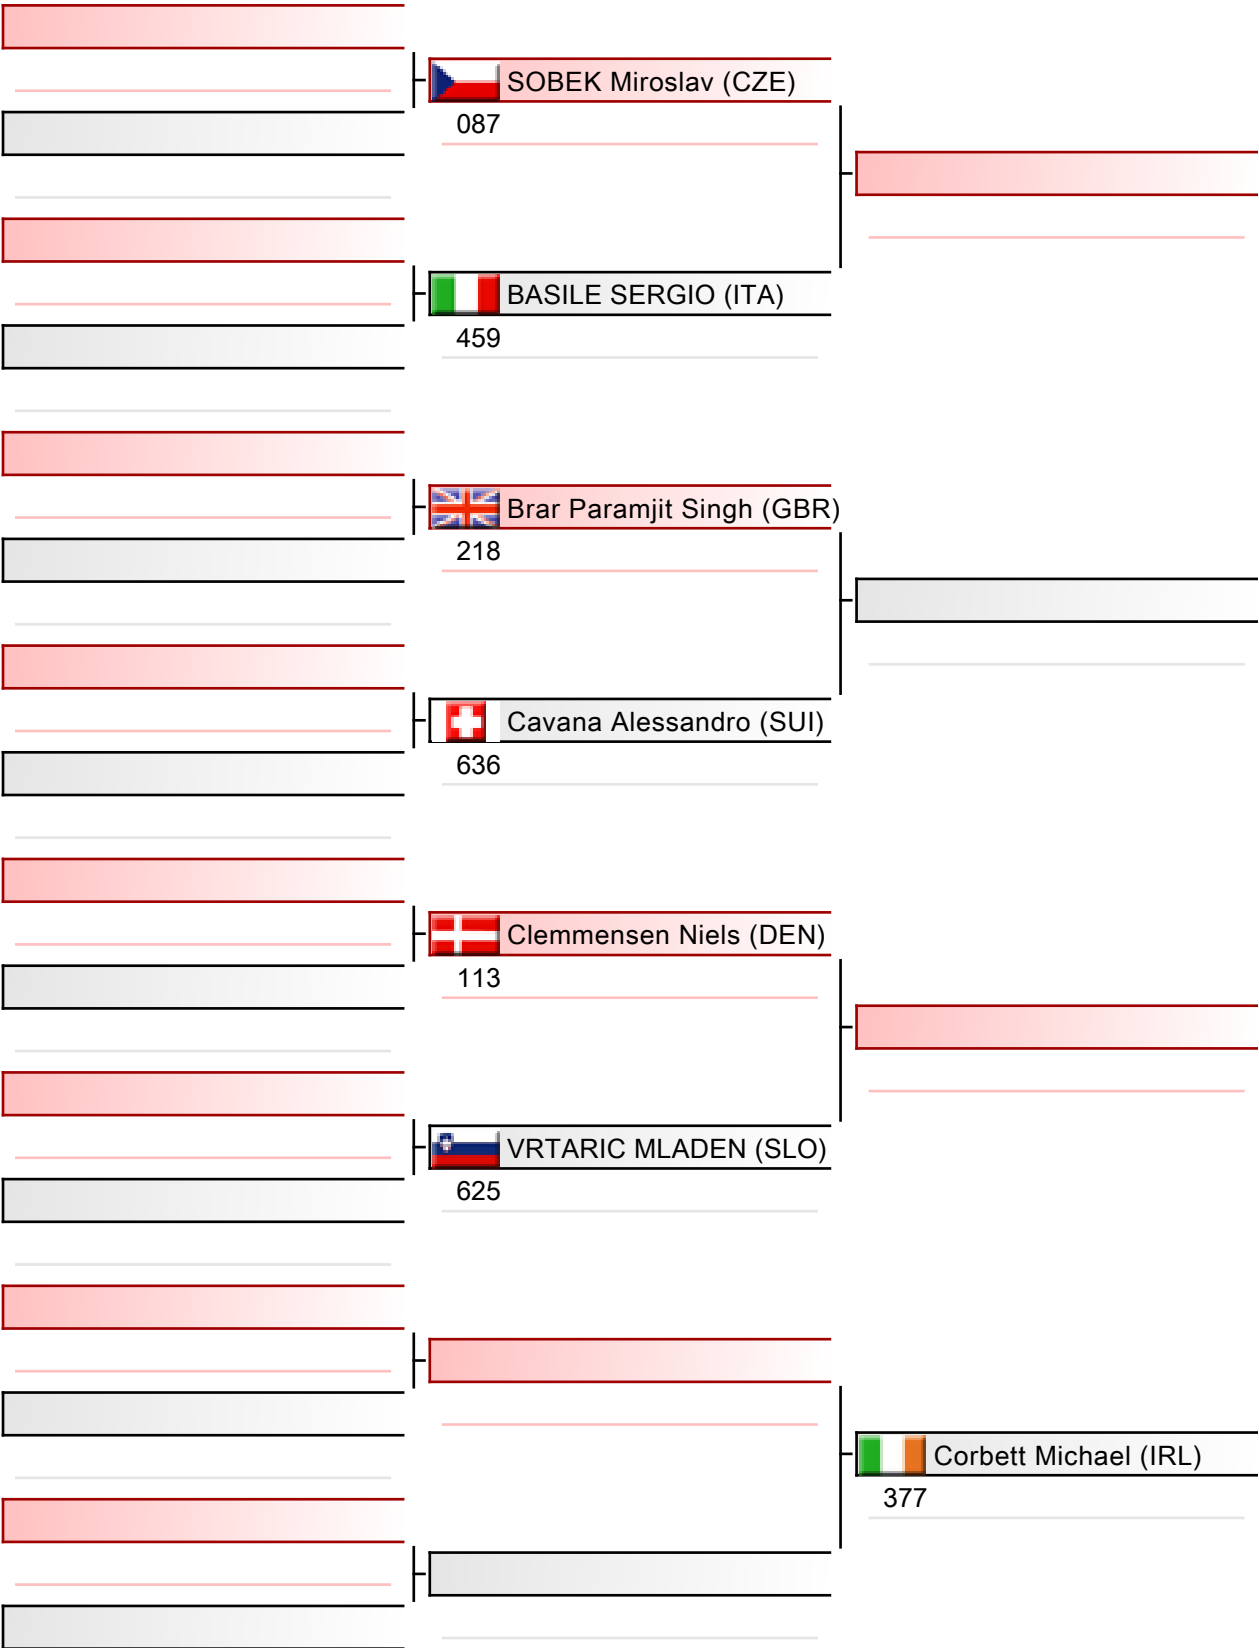 SOBEK Miroslav (CZE)
087
BASILE SERGIO (ITA)
459
Brar Paramjit Singh (GBR)
218
Cavana Alessandro (SUI)
636
Clemmensen Niels (DEN)
113
VRTARIC MLADEN (SLO)
625
Corbett Michael (IRL)
377